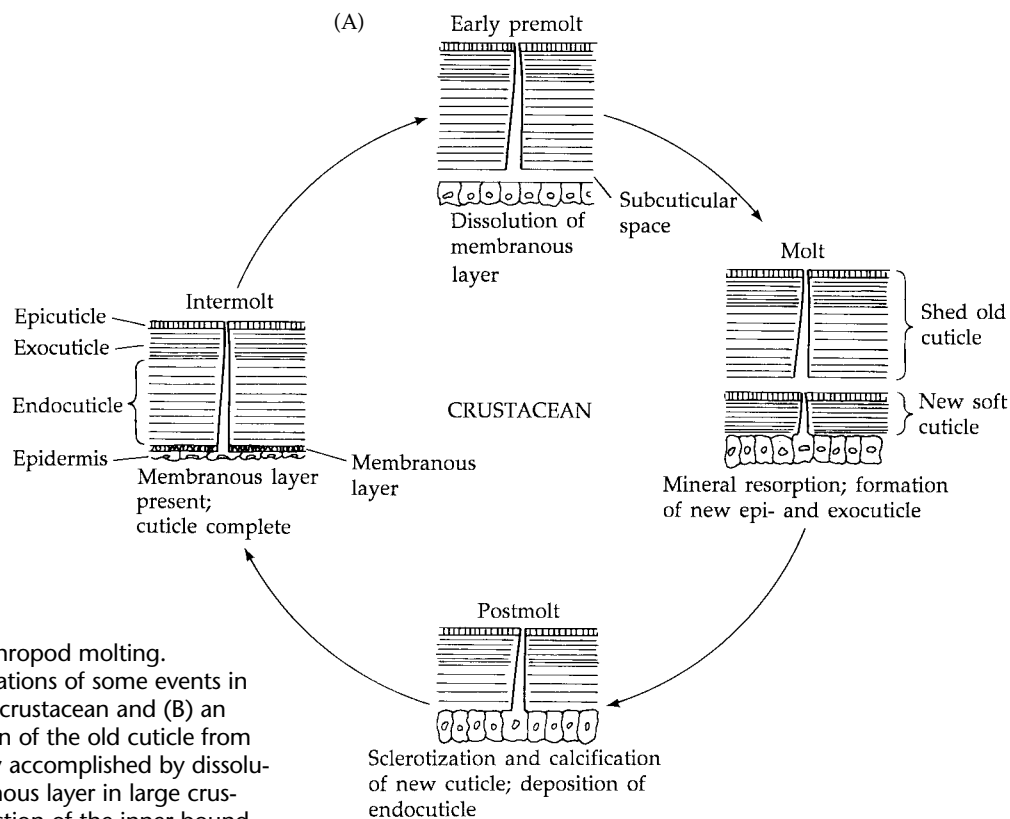 (A)
Early premolt
Subcuticular
space
Dissolution of
membranous
layer
Molt
Shed old
cuticle
New soft
cuticle
Mineral resorption; formation
of new epi- and exocuticle
Intermolt
Epicuticle
Exocuticle
Endocuticle
Epidermis
Membranous
layer
Membranous layer
present;
cuticle complete
CRUSTACEAN
Postmolt
Sclerotization and calcification
of new cuticle; deposition of
endocuticle
hropod molting.
ations of some events in
crustacean and (B) an
n of the old cuticle from
y accomplished by dissolu-
nous layer in large crus-